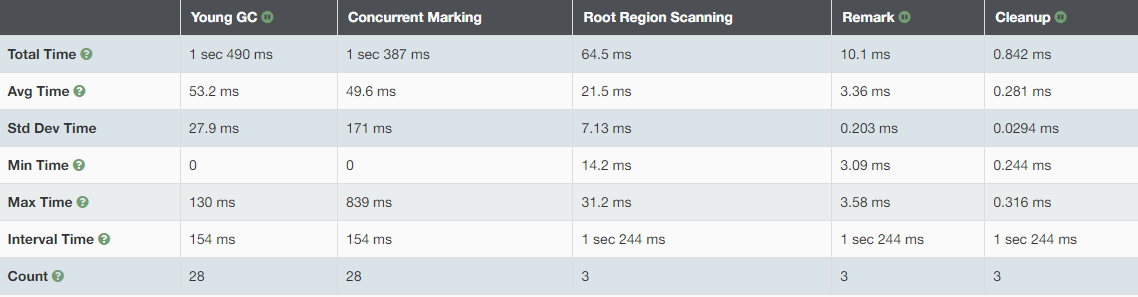 Young GC Concurrent Marking Root Region Scanning Remark Cleanup
Total Time 1 sec 490 ms 1 sec 387 ms 64.5 ms 10.1 ms 0.842 ms
Avg Time 53.2 ms 49.6 ms 21.5 ms 3.36 ms 0.281 ms
Std Dev Time 27.9 ms 171 ms 7.13 ms 0.203 ms 0.0294 ms
Min Time 0 0 14.2 ms 3.09 ms 0.244 ms
Max Time 130 ms 839 ms 31.2 ms 3.58 ms 0.316 ms
Interval Time 154 ms 154 ms 1 sec 244 ms 1 sec 244 ms 1 sec 244 ms
Count 28 28 3 3 3